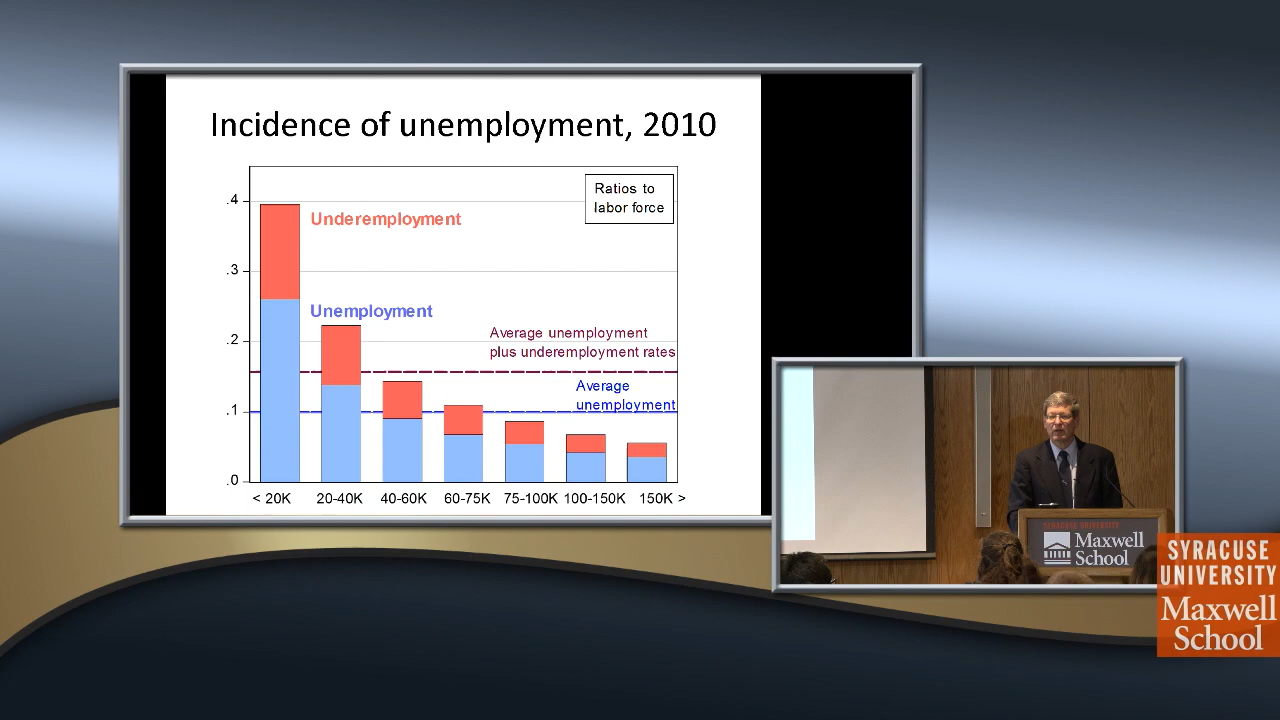 Incidence of unemployment, 2010
Ratios to
labor force
.4
.3
.2
.1
.0
Underemployment
Unemployment
Average unemployment
plus underemployment rates
Average
unemployment
< 20K 20-40K 40-60K 60-75K 75-100K 100-150K 150K >
SYRACUSE UNIVERSITY
Maxwell
School
SYRACUSE
UNIVERSITY
Maxwell
School